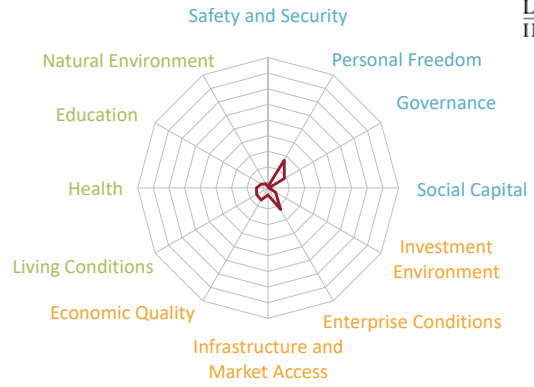 Safety and Security
Natural Environment
Personal Freedom
Education
Governance
Health
Social Capital
Living Conditions
Investment
Environment
Economic Quality
Enterprise Conditions
Infrastructure and
Market Access